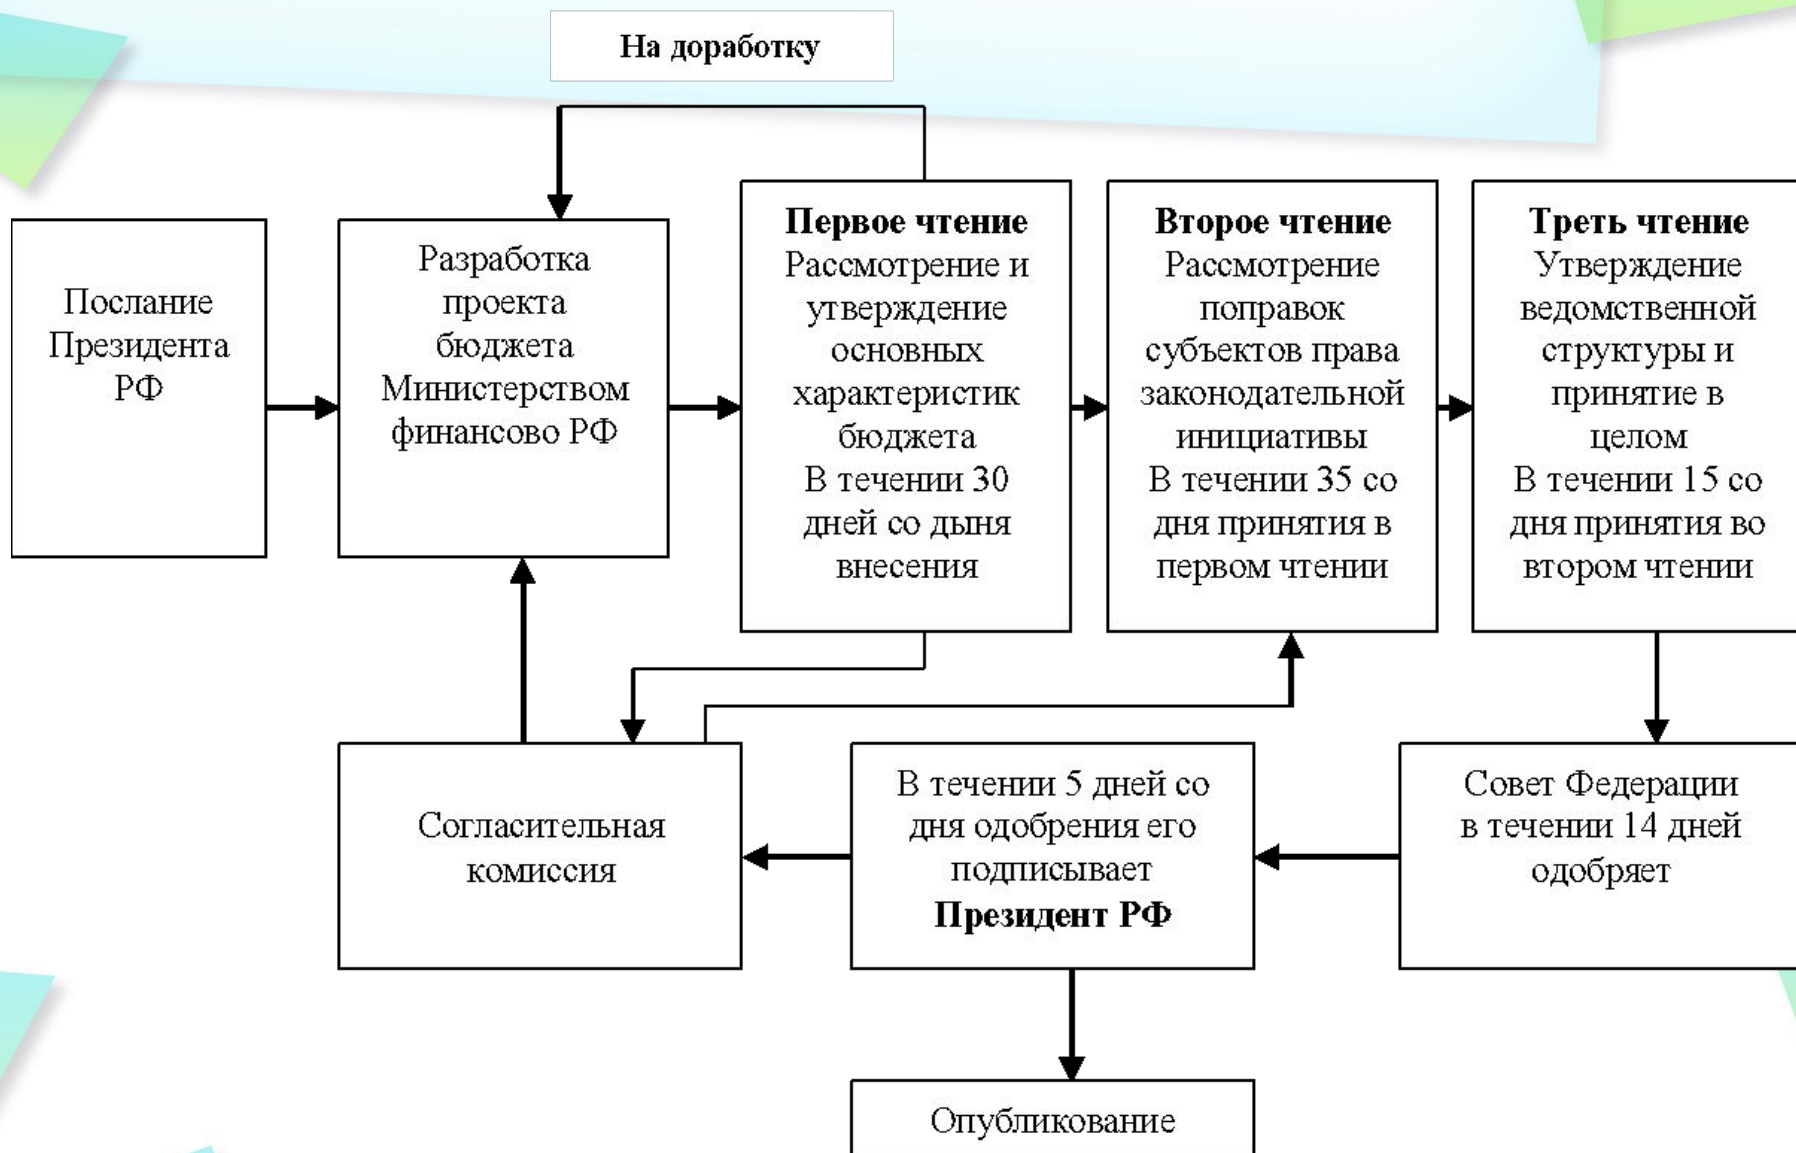 На доработку
Послание
Президента
РФ
Разработка
проекта
бюджета
Министерством
финансово РФ
Первое чтение
Рассмотрение и
утверждение
основных
характеристик
бюджета
В течении 30
дней со дыня
внесения
Второе чтение
Рассмотрение
поправок
субъектов права
законодательной
инициативы
В течении 35 со
дня принятия в
первом чтении
Треть чтение
Утверждение
ведомственной
структуры и
принятие в
целом
В течении 15 со
дня принятия во
втором чтении
Согласительная
комиссия
В течении 5 дней со
дня одобрения его
подписывает
Президент РФ
Совет Федерации
в течении 14 дней
одобряет
Опубликование